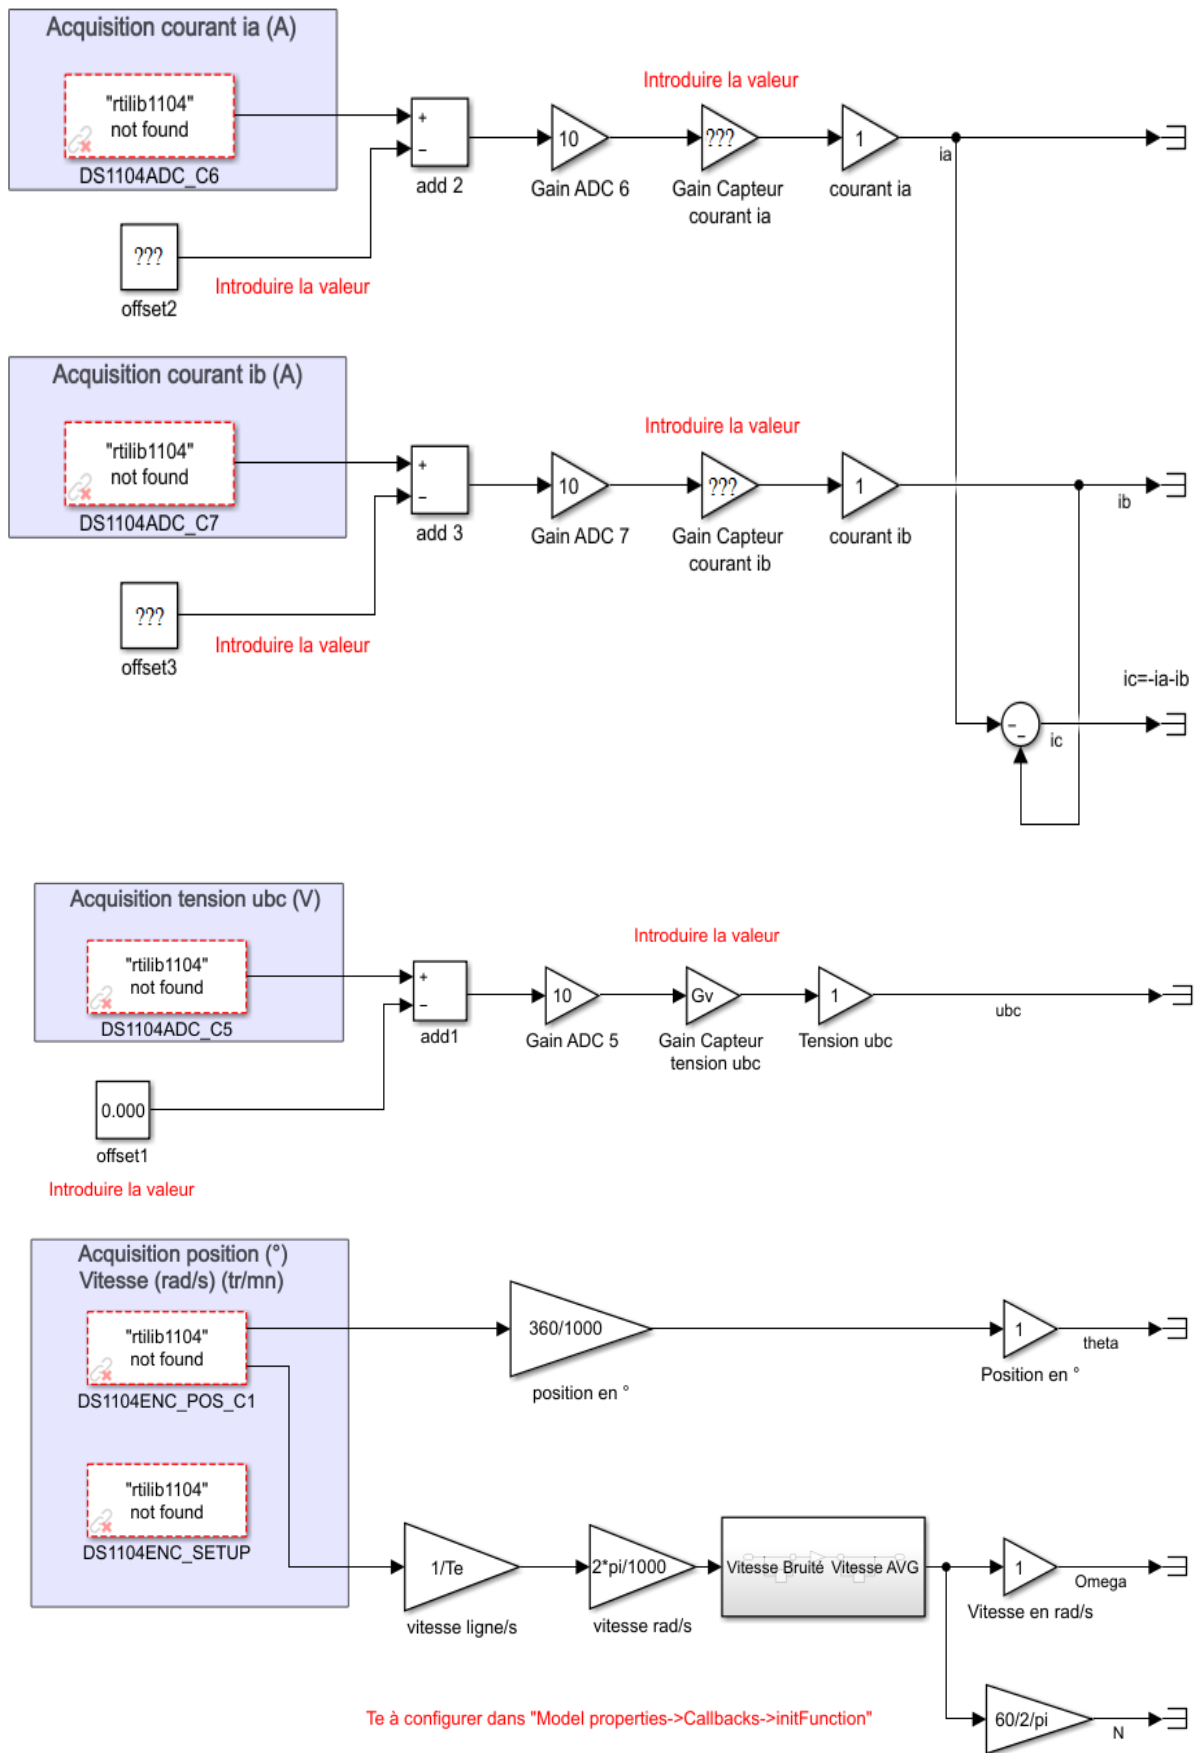 Acquisition courant ia (A)
"rtilib1104"
not found
DS1104ADC_C6
+
−
add 2
10
Gain ADC 6
Introduire la valeur
???
Gain Capteur
courant ia
1
courant ia
ia
???
offset2
Introduire la valeur
Acquisition courant ib (A)
"rtilib1104"
not found
DS1104ADC_C7
+
−
add 3
10
Gain ADC 7
Introduire la valeur
???
Gain Capteur
courant ib
1
courant ib
ib
???
offset3
Introduire la valeur
ic=-ia-ib
−
−
ic
Acquisition tension ubc (V)
"rtilib1104"
not found
DS1104ADC_C5
+
−
add1
10
Gain ADC 5
Introduire la valeur
Gv
Gain Capteur
tension ubc
1
Tension ubc
ubc
0.000
offset1
Introduire la valeur
Acquisition position (°)
Vitesse (rad/s) (tr/mn)
"rtilib1104"
not found
DS1104ENC_POS_C1
360/1000
position en °
1
Position en °
theta
"rtilib1104"
not found
DS1104ENC_SETUP
1/Te
vitesse ligne/s
2*pi/1000
vitesse rad/s
Vitesse Bruité
Vitesse AVG
1
Vitesse en rad/s
Omega
Te à configurer dans "Model properties->Callbacks->initFunction"
60/2/pi
N